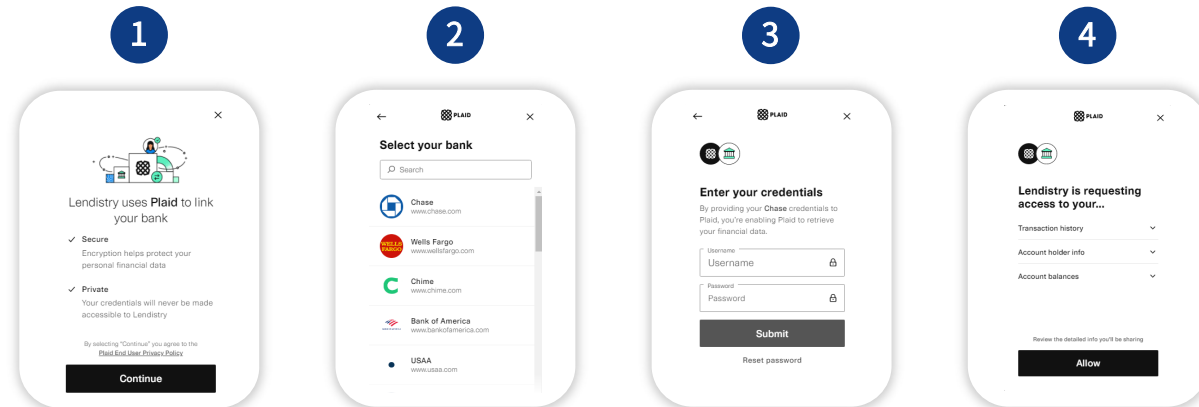 1
2
3
4
Lendistry uses Plaid to link
your bank
Secure
Encryption helps protect your
personal financial data
Private
Your credentials will never be made
accessible to Lendistry
By selecting "Continue" you agree to the
Plaid End User Privacy Policy
Continue
PLAID
Select your bank
Search
Chase
www.chase.com
WELLS
FARGO
Wells Fargo
www.wellsfargo.com
Chime
www.chime.com
Bank of America
www.bankofamerica.com
USAA
www.usaa.com
PLAID
Enter your credentials
By providing your Chase credentials to
Plaid, you're enabling Plaid to retrieve
your financial data.
Username
Username
Password
Password
Submit
Reset password
PLAID
Lendistry is requesting
access to your...
Transaction history
Account holder info
Account balances
Review the detailed info you'll be sharing
Allow